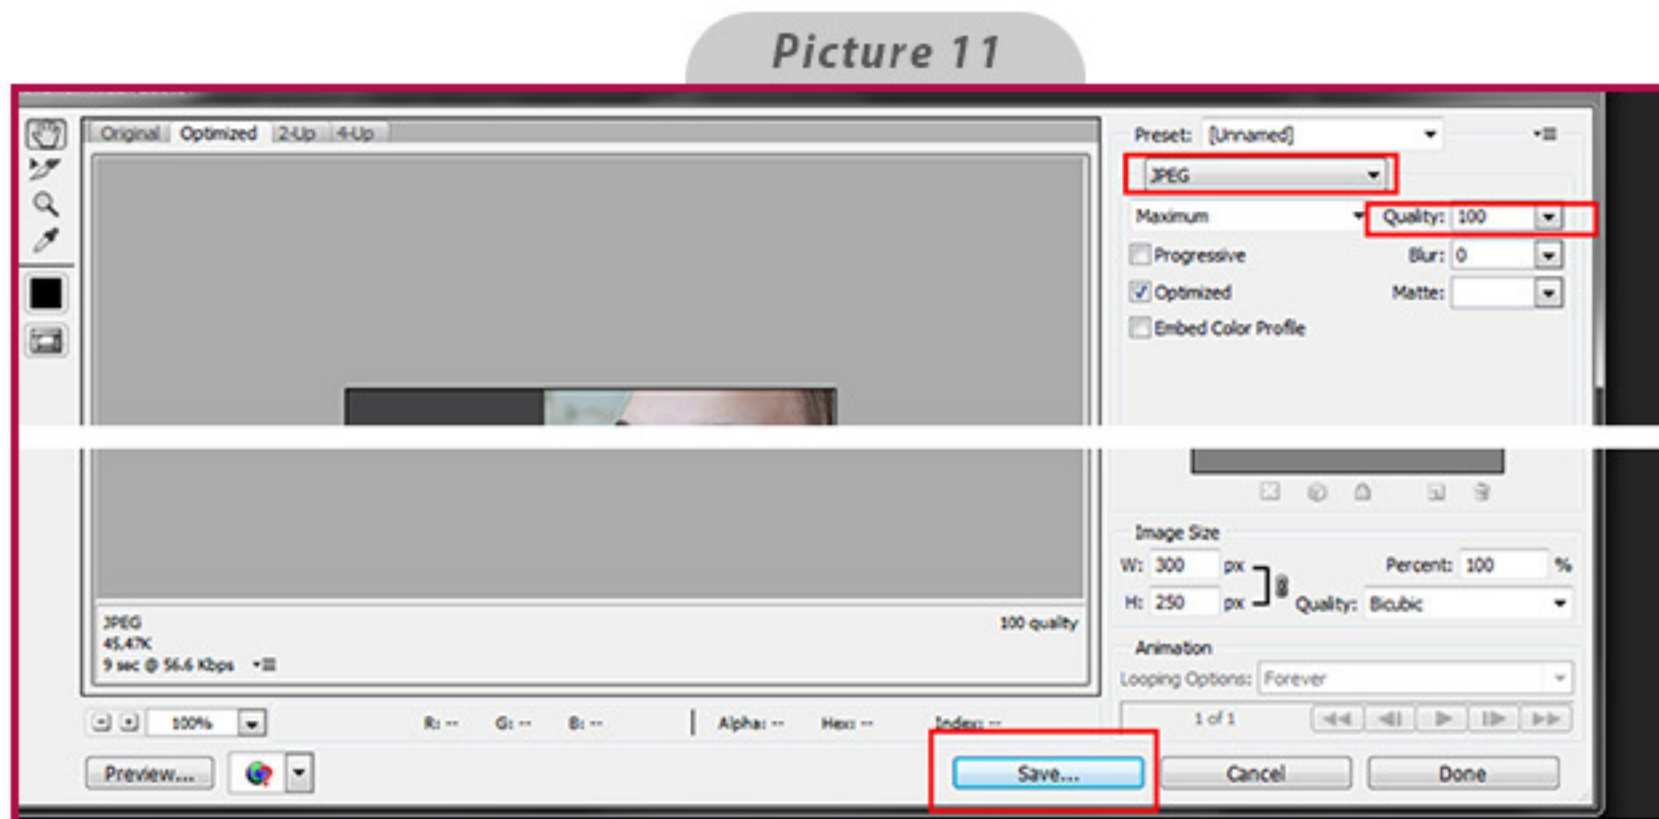 Picture 11
Original Optimized 2-Up 4-Up
Preset: [Unnamed]
JPEG
Maximum Quality: 100
Progressive Blur: 0
Optimized Matte:
Embed Color Profile
Image Size
W: 300 px Percent: 100 %
H: 250 px Quality: Bicubic
JPEG 100 quality
45,47K
9 sec @ 56.6 Kbps
Animation
Looping Options: Forever
1 of 1
100% R: -- G: -- B: -- Alpha: -- Hex: -- Index: --
Preview... Save... Cancel Done